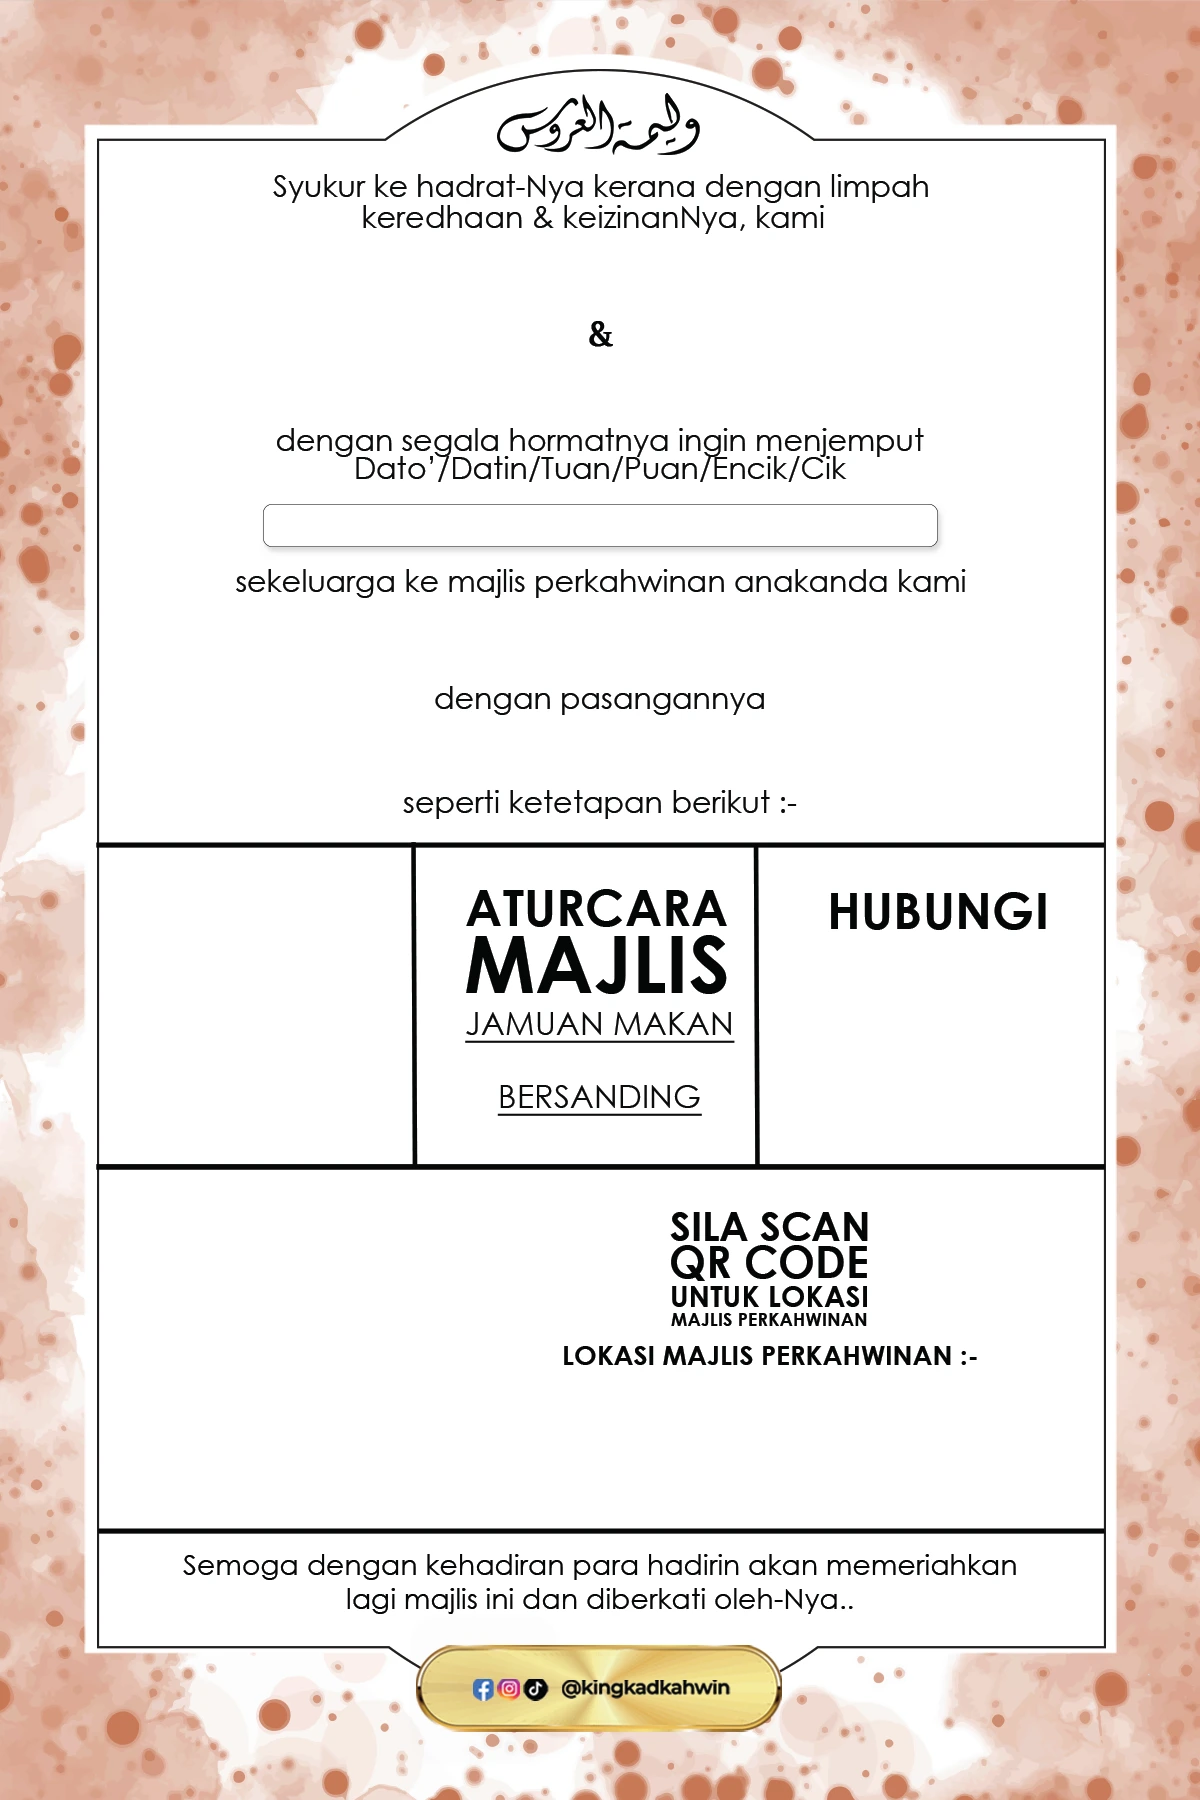 وليمة العروس
Syukur ke hadrat-Nya kerana dengan limpah
keredhaan & keizinanNya, kami
&
dengan segala hormatnya ingin menjemput
Dato’/Datin/Tuan/Puan/Encik/Cik
sekeluarga ke majlis perkahwinan anakanda kami
dengan pasangannya
seperti ketetapan berikut :-
ATURCARA
MAJLIS
JAMUAN MAKAN
BERSANDING
HUBUNGI
SILA SCAN
QR CODE
UNTUK LOKASI
MAJLIS PERKAHWINAN
LOKASI MAJLIS PERKAHWINAN :-
Semoga dengan kehadiran para hadirin akan memeriahkan
lagi majlis ini dan diberkati oleh-Nya..
@kingkadkahwin